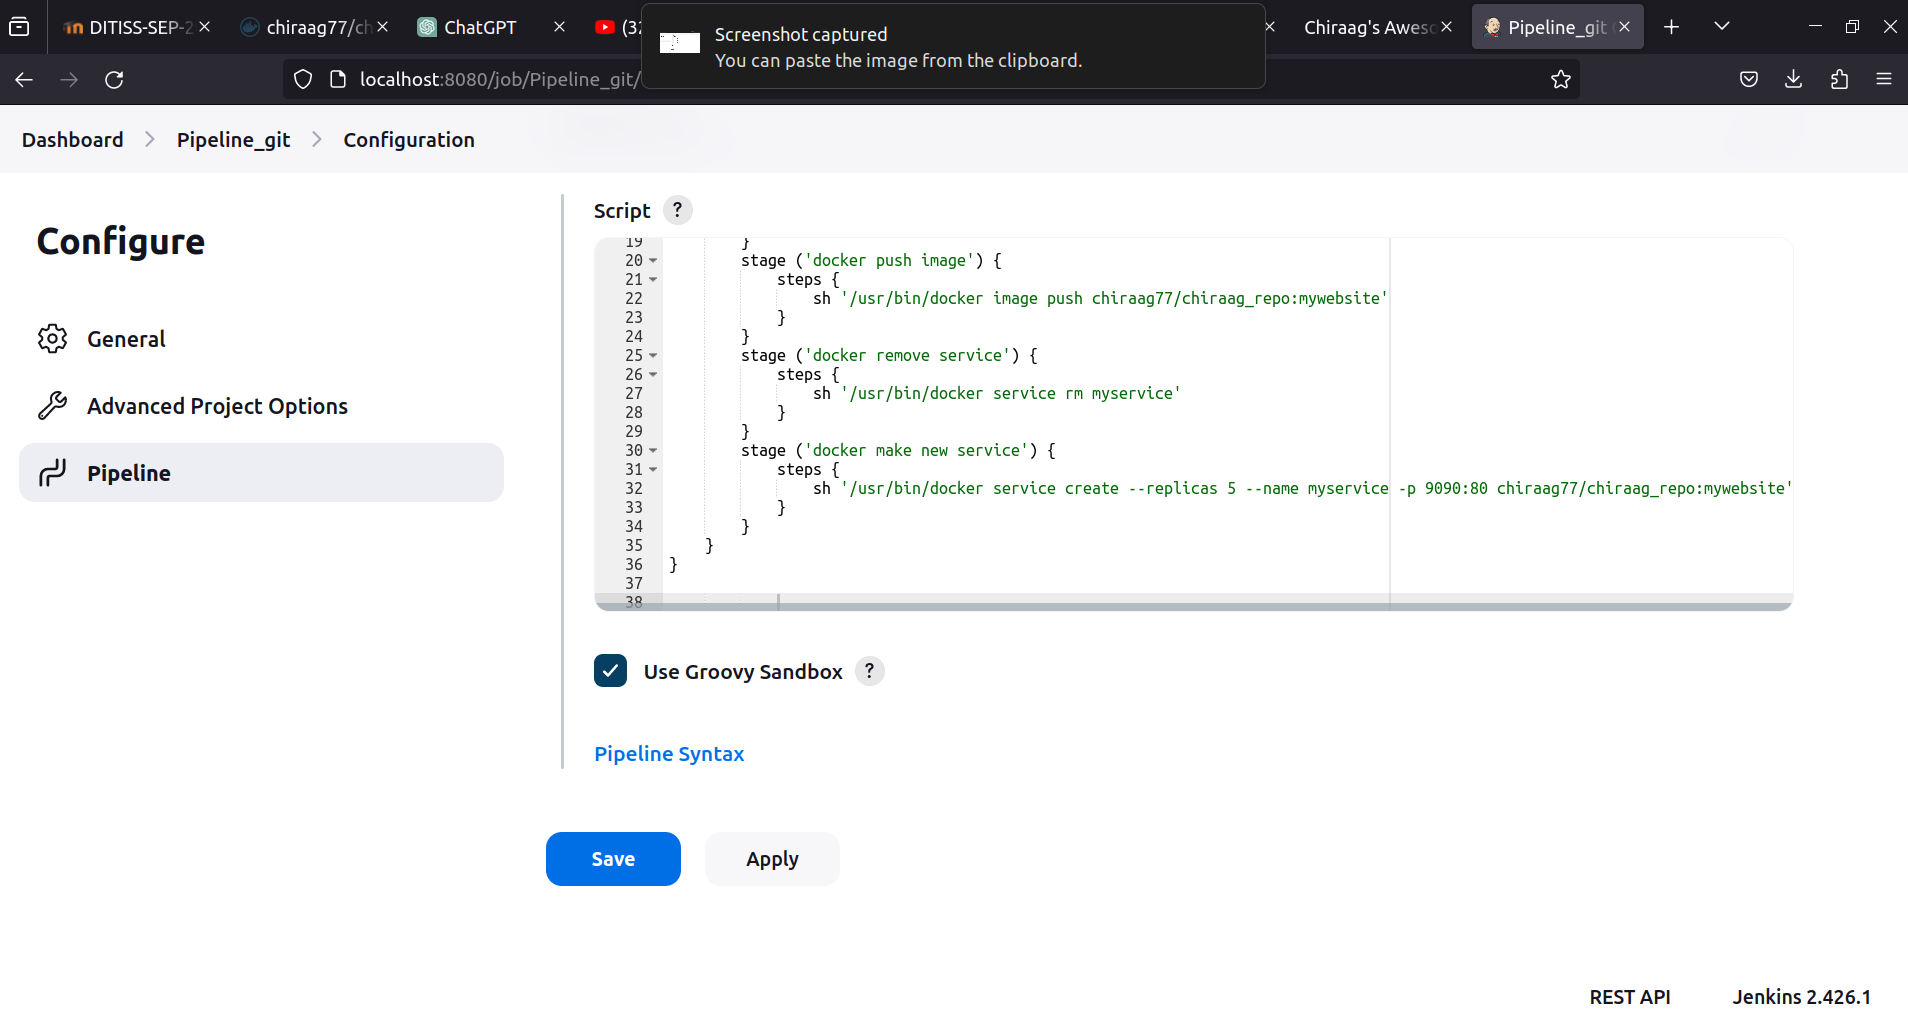 DITISS-SEP-2
chiraag77/ch
ChatGPT
(32
Chiraag's Aweso
Pipeline_git
Screenshot captured
You can paste the image from the clipboard.
localhost:8080/job/Pipeline_git/
Dashboard
Pipeline_git
Configuration
Configure
General
Advanced Project Options
Pipeline
Script ?
19 }
20 stage ('docker push image') {
21 steps {
22 sh '/usr/bin/docker image push chiraag77/chiraag_repo:mywebsite'
23 }
24 }
25 stage ('docker remove service') {
26 steps {
27 sh '/usr/bin/docker service rm myservice'
28 }
29 }
30 stage ('docker make new service') {
31 steps {
32 sh '/usr/bin/docker service create --replicas 5 --name myservice -p 9090:80 chiraag77/chiraag_repo:mywebsite'
33 }
34 }
35 }
36 }
37
38
Use Groovy Sandbox ?
Pipeline Syntax
Save
Apply
REST API
Jenkins 2.426.1